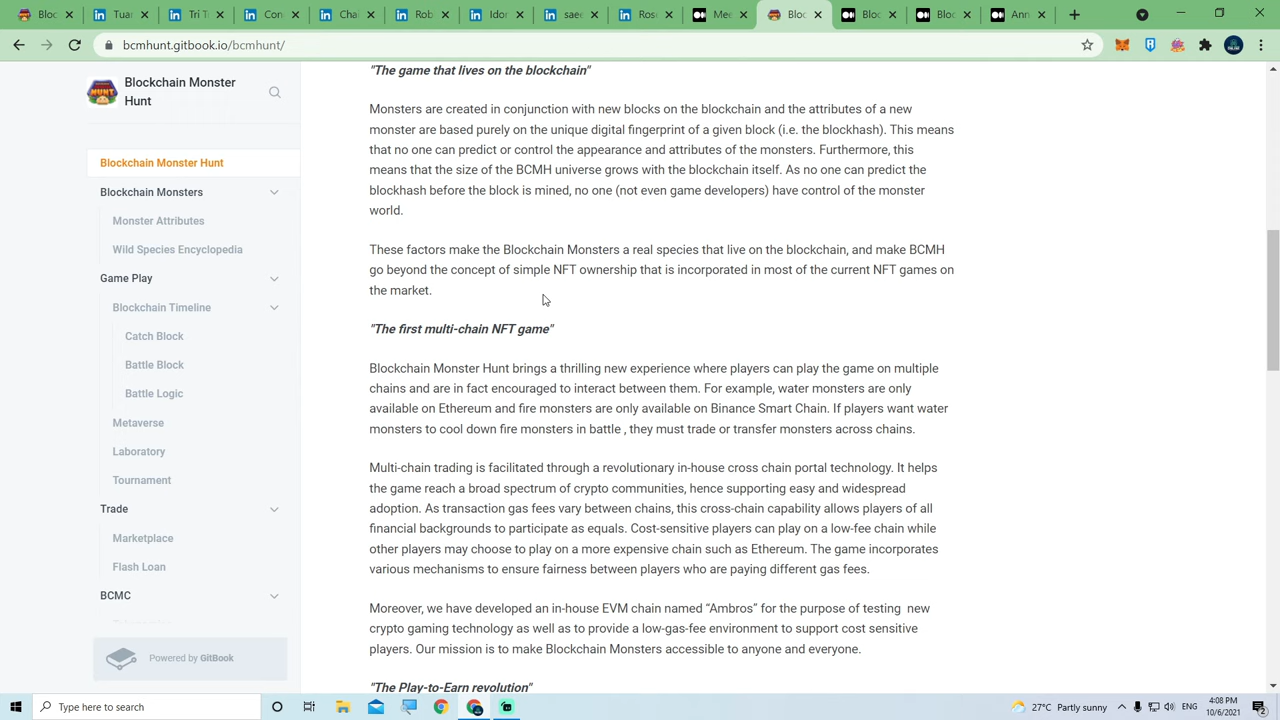 Bloc
Tri
Cat
Chai
inte
saes
Ros
Mee
Bloc
Bloc
Bloc
Ann
bcmhunt.gitbook.io/bcmhunt/
Blockchain Monster
Hunt
Blockchain Monster Hunt
Blockchain Monsters
Monster Attributes
Wild Species Encyclopedia
Game Play
Blockchain Timeline
Catch Block
Battle Block
Battle Logic
Metaverse
Laboratory
Tournament
Trade
Marketplace
Flash Loan
BCMC
Powered by GitBook
"The game that lives on the blockchain"
Monsters are created in conjunction with new blocks on the blockchain and the attributes of a new
monster are based purely on the unique digital fingerprint of a given block (i.e. the blockhash). This means
that no one can predict or control the appearance and attributes of the monsters. Furthermore, this
means that the size of the BCMH universe grows with the blockchain itself. As no one can predict the
blockhash before the block is mined, no one (not even game developers) have control of the monster
world.
These factors make the Blockchain Monsters a real species that live on the blockchain, and make BCMH
go beyond the concept of simple NFT ownership that is incorporated in most of the current NFT games on
the market.
"The first multi-chain NFT game"
Blockchain Monster Hunt brings a thrilling new experience where players can play the game on multiple
chains and are in fact encouraged to interact between them. For example, water monsters are only
available on Ethereum and fire monsters are only available on Binance Smart Chain. If players want water
monsters to cool down fire monsters in battle , they must trade or transfer monsters across chains.
Multi-chain trading is facilitated through a revolutionary in-house cross chain portal technology. It helps
the game reach a broad spectrum of crypto communities, hence supporting easy and widespread
adoption. As transaction gas fees vary between chains, this cross-chain capability allows players of all
financial backgrounds to participate as equals. Cost-sensitive players can play on a low-fee chain while
other players may choose to play on a more expensive chain such as Ethereum. The game incorporates
various mechanisms to ensure fairness between players who are paying different gas fees.
Moreover, we have developed an in-house EVM chain named “Ambros” for the purpose of testing  new
crypto gaming technology as well as to provide a low-gas-fee environment to support cost sensitive
players. Our mission is to make Blockchain Monsters accessible to anyone and everyone.
"The Play-to-Earn revolution"
Type here to search
27°C Partly sunny
4:08 PM
10/6/2021
2